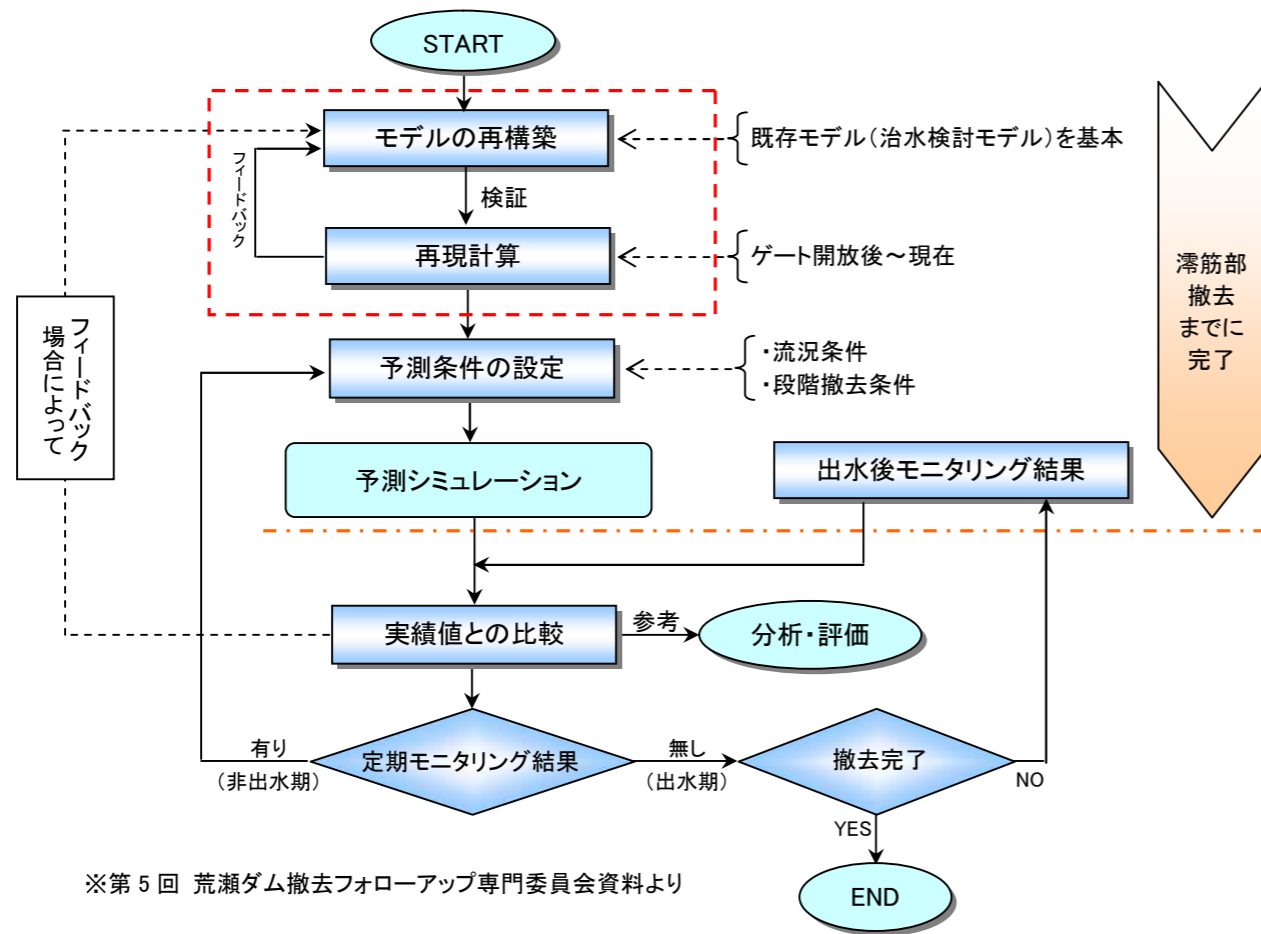 START
モデルの再構築
既存モデル（治水検討モデル）を基本
フィードバック
検証
再現計算
ゲート開放後～現在
澪筋部
撤去
までに
完了
場合によって
フィードバック
予測条件の設定
・流況条件
・段階撤去条件
予測シミュレーション
出水後モニタリング結果
実績値との比較
参考
分析・評価
有り
（非出水期）
定期モニタリング結果
無し
（出水期）
撤去完了
NO
YES
END
※第 5 回 荒瀬ダム撤去フォローアップ専門委員会資料より